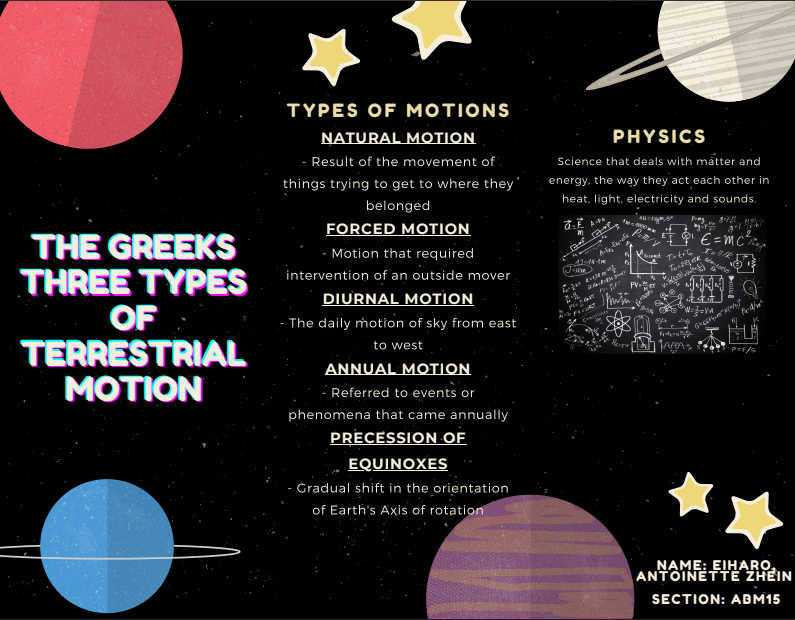 THE GREEKS
THREE TYPES
OF
TERRESTRIAL
MOTION
TYPES OF MOTIONS
NATURAL MOTION
- Result of the movement of
things trying to get to where they
belonged
FORCED MOTION
- Motion that required
intervention of an outside mover
DIURNAL MOTION
- The daily motion of sky from east
to west
ANNUAL MOTION
- Referred to events or
phenomena that came annually
PRECESSION OF
EQUINOXES
- Gradual shift in the orientation
of Earth's Axis of rotation
PHYSICS
Science that deals with matter and
energy, the way they act each other in
heat, light, electricity and sounds.
NAME: EIHARO,
ANTOINETTE ZHEIN
SECTION: ABM15